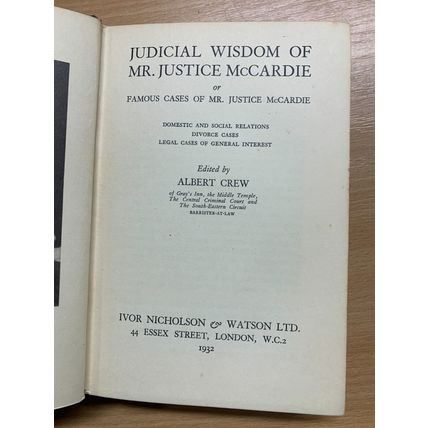 JUDICIAL WISDOM OF
MR. JUSTICE McCARDIE
or
FAMOUS CASES OF MR. JUSTICE McCARDIE
DOMESTIC AND SOCIAL RELATIONS
DIVORCE CASES
LEGAL CASES OF GENERAL INTEREST
Edited by
ALBERT CREW
of Gray's Inn, the Middle Temple,
The Central Criminal Court and
The South-Eastern Circuit
BARRISTER-AT-LAW
IVOR NICHOLSON & WATSON LTD.
44 ESSEX STREET, LONDON, W.C.2
1932